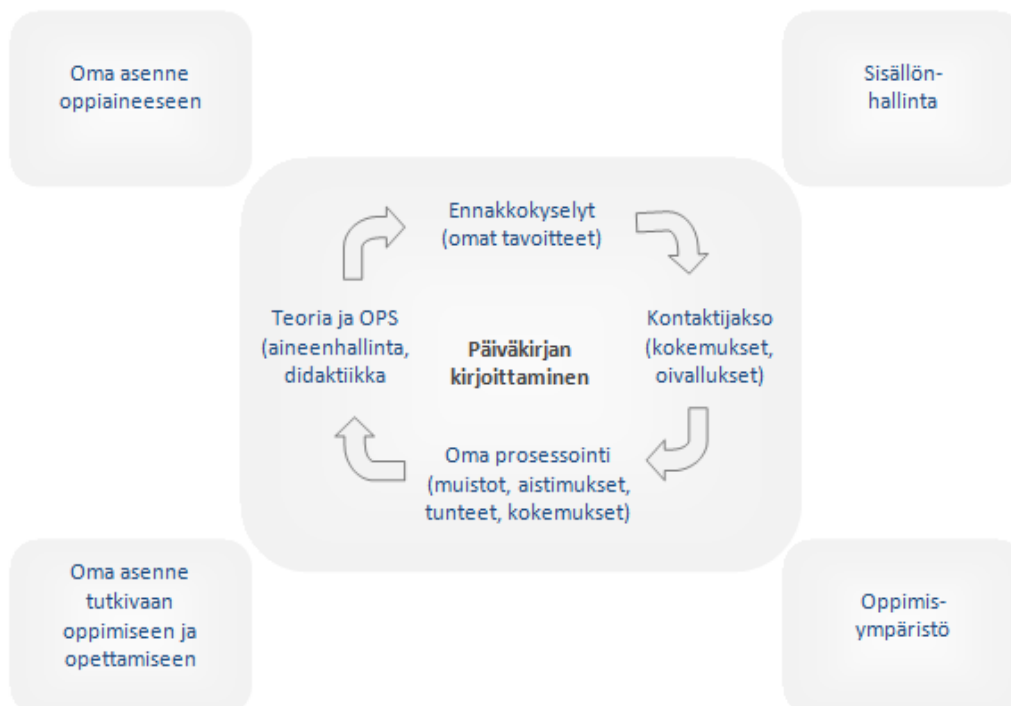 Oma asenne
oppiaineeseen
Sisällön-
hallinta
Ennakkokyselyt
(omat tavoitteet)
Teoria ja OPS
(aineenhallinta,
didaktiikka
Päiväkirjan
kirjoittaminen
Kontaktijakso
(kokemukset,
oivallukset)
Oma prosessointi
(muistot, aistimukset,
tunteet, kokemukset)
Oma asenne
tutkivaan
oppimiseen ja
opettamiseen
Oppimis-
ympäristö